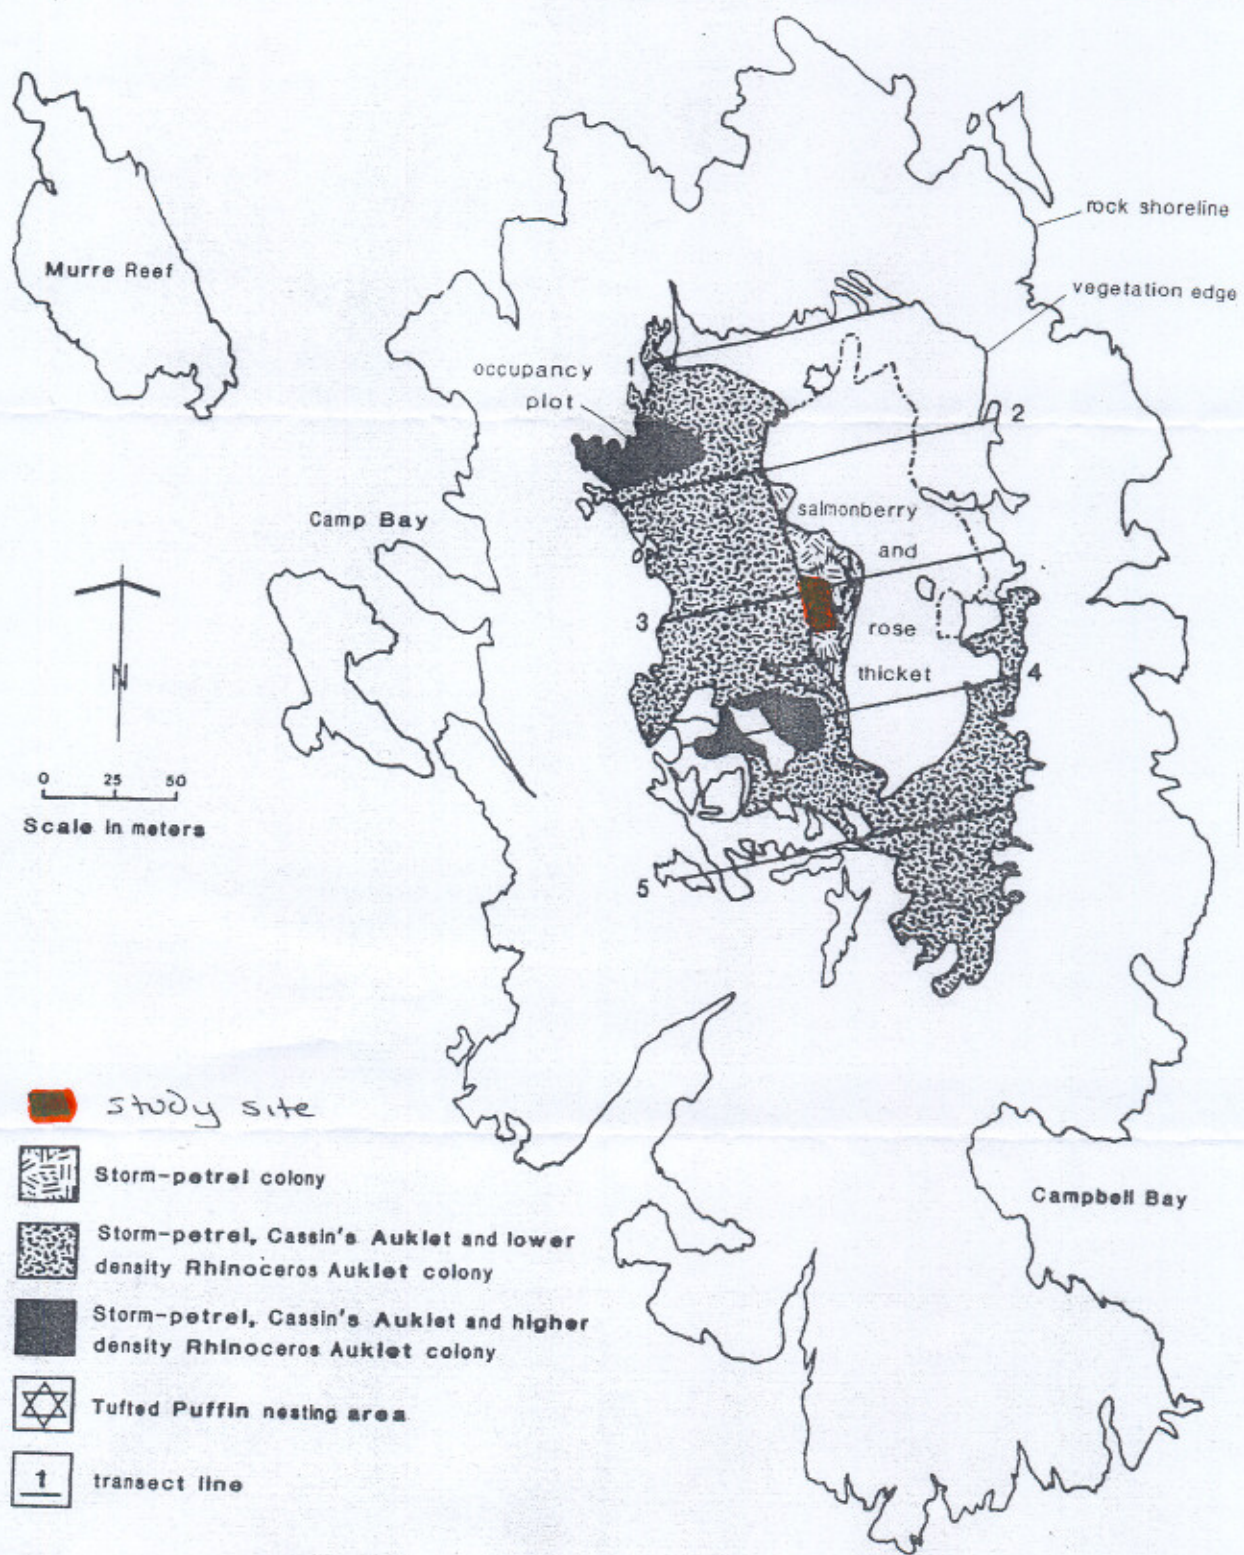 rock shoreline
Murre Reef
vegetation edge
1
occupancy
plot
2
salmonberry
Camp Bay
and
3
rose
4
thicket
N
0 25 50
Scale in meters
5
study site
Storm-petrel colony
Campbell Bay
Storm-petrel, Cassin's Auklet and lower
density Rhinoceros Auklet colony
Storm-petrel, Cassin's Auklet and higher
density Rhinoceros Auklet colony
Tufted Puffin nesting area
1
transect line